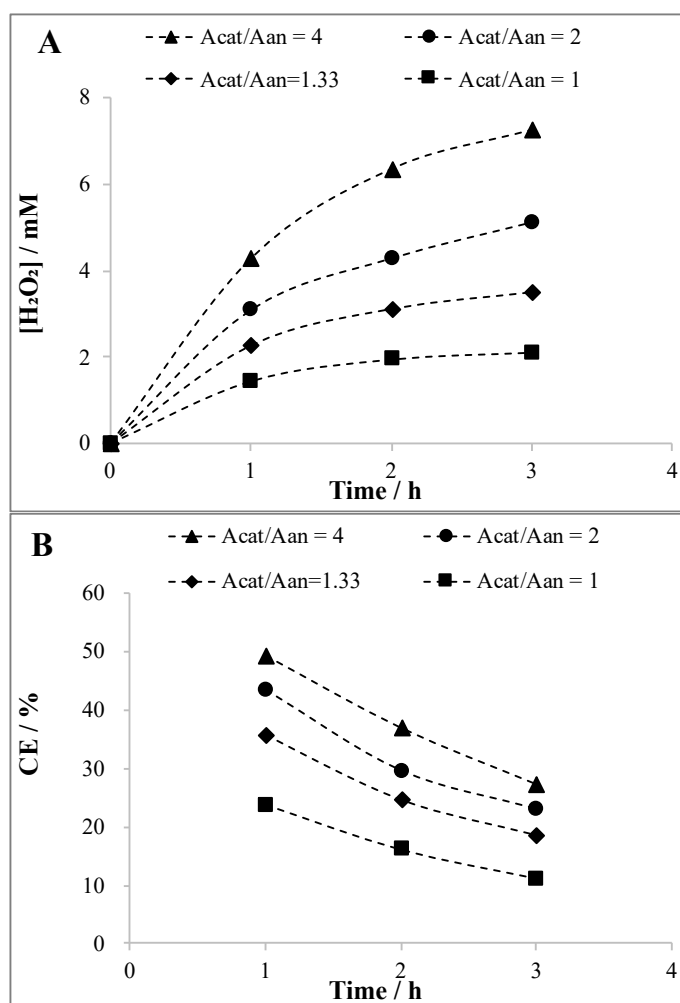 A
Acat/Aan = 4
Acat/Aan = 2
Acat/Aan=1.33
Acat/Aan = 1
8
6
4
2
0
[H₂O₂] / mM
0 1 2 3 4
Time / h
B
Acat/Aan = 4
Acat/Aan = 2
Acat/Aan=1.33
Acat/Aan = 1
60
50
40
30
20
10
0
CE / %
0 1 2 3 4
Time / h